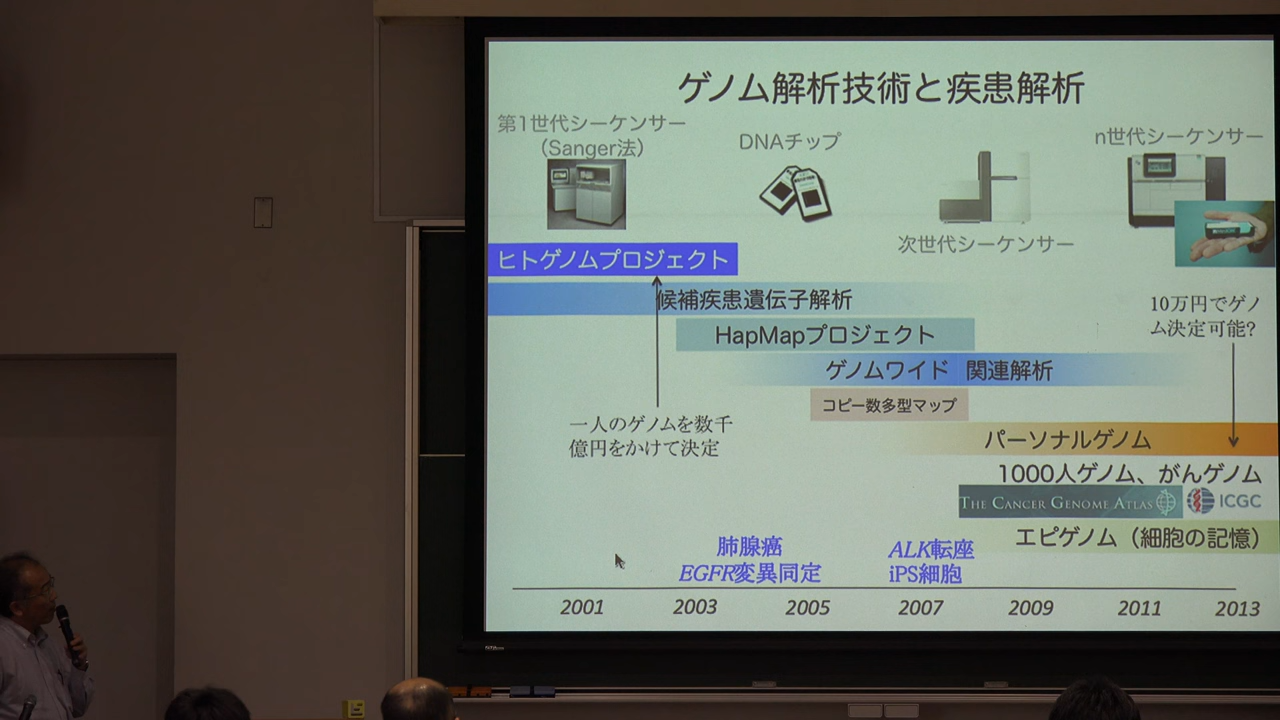 ゲノム解析技術と疾患解析
第1世代シーケンサー
（Sanger法）
DNAチップ
次世代シーケンサー
n世代シーケンサー
ヒトゲノムプロジェクト
候補疾患遺伝子解析
HapMapプロジェクト
ゲノムワイド 関連解析
コピー数多型マップ
一人のゲノムを数千
億円をかけて決定
10万円でゲノ
ム決定可能?
パーソナルゲノム
1000人ゲノム、がんゲノム
THE CANCER GENOME ATLAS
ICGC
エピゲノム（細胞の記憶）
肺腺癌
EGFR変異同定
ALK転座
iPS細胞
2001 2003 2005 2007 2009 2011 2013